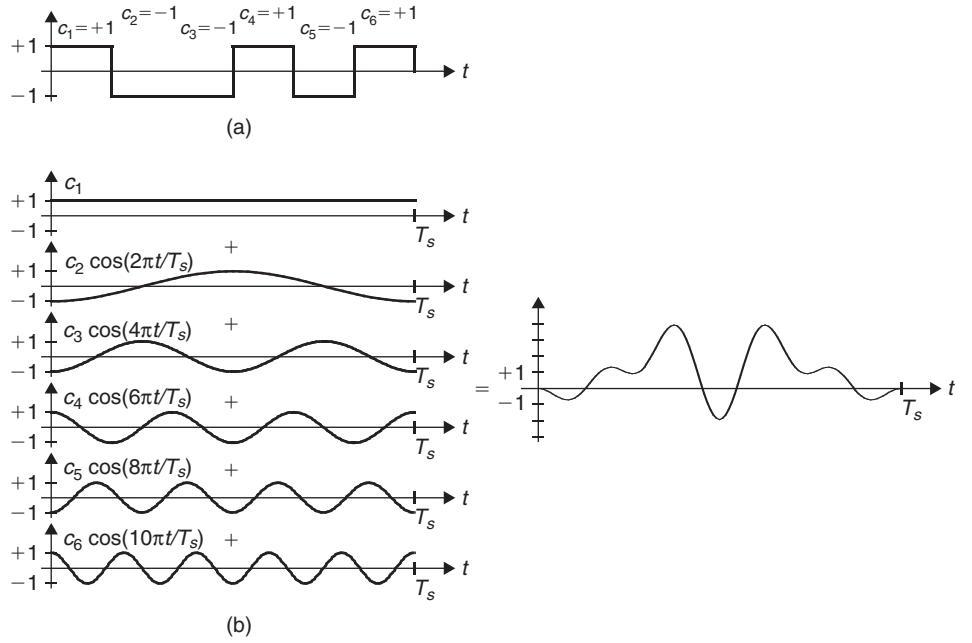 c₁=+1 c₂=−1 c₃=−1 c₄=+1 c₅=−1 c₆=+1
+1
−1
t
(a)
c₁
+1
−1
t
Tₛ
+
c₂ cos(2πt/Tₛ)
+1
−1
t
Tₛ
+
c₃ cos(4πt/Tₛ)
+1
−1
t
Tₛ
+
c₄ cos(6πt/Tₛ)
+1
−1
t
Tₛ
+
c₅ cos(8πt/Tₛ)
+1
−1
t
Tₛ
+
c₆ cos(10πt/Tₛ)
+1
−1
t
Tₛ
=
+1
−1
t
Tₛ
(b)